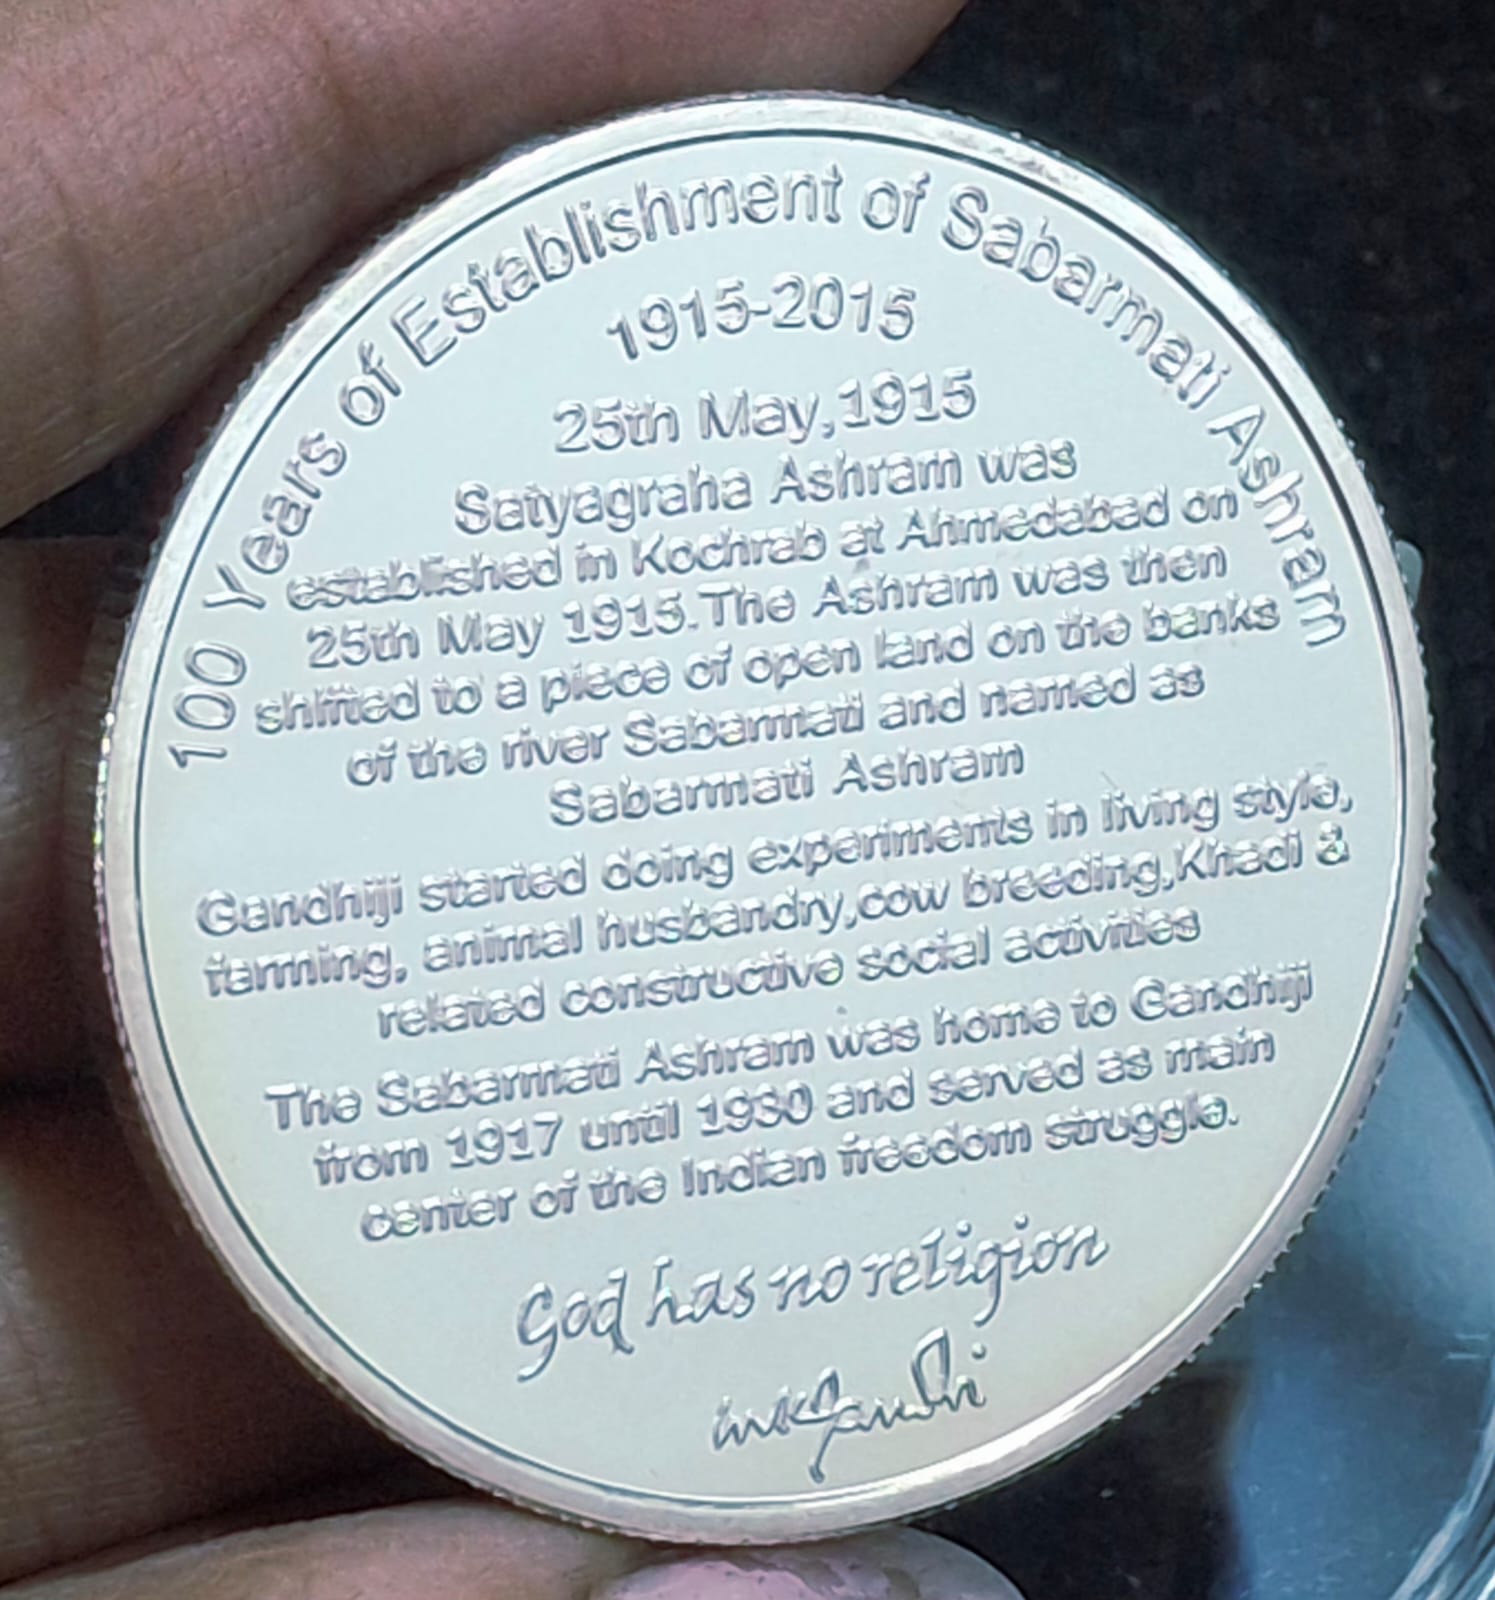 100 Years of Establishment of Sabarmati Ashram
1915-2015
25th May,1915
Satyagraha Ashram was
established in Kochrab at Ahmedabad on
25th May 1915.The Ashram was then
shifted to a piece of open land on the banks
of the river Sabarmati and named as
Sabarmati Ashram
Gandhiji started doing experiments in living style,
farming, animal husbandry,cow breeding,Khadi &
related constructive social activities
The Sabarmati Ashram was home to Gandhiji
from 1917 until 1930 and served as main
center of the Indian freedom struggle.
God has no religion
MKGandhi